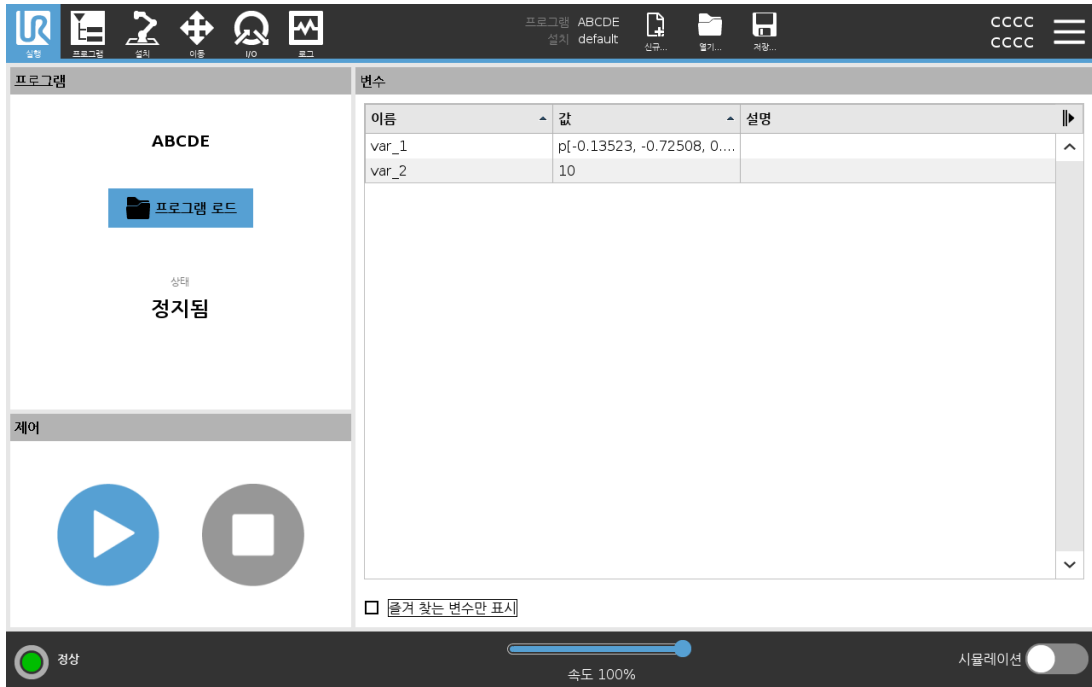 UR
실행
프로그램
설치
이동
I/O
로그
프로그램 ABCDE
설치 default
신규...
열기...
저장...
CCCC
CCCC
프로그램
ABCDE
프로그램 로드
상태
정지됨
제어
변수
이름 값 설명
var_1 p[-0.13523, -0.72508, 0....
var_2 10
즐겨 찾는 변수만 표시
정상
속도 100%
시뮬레이션